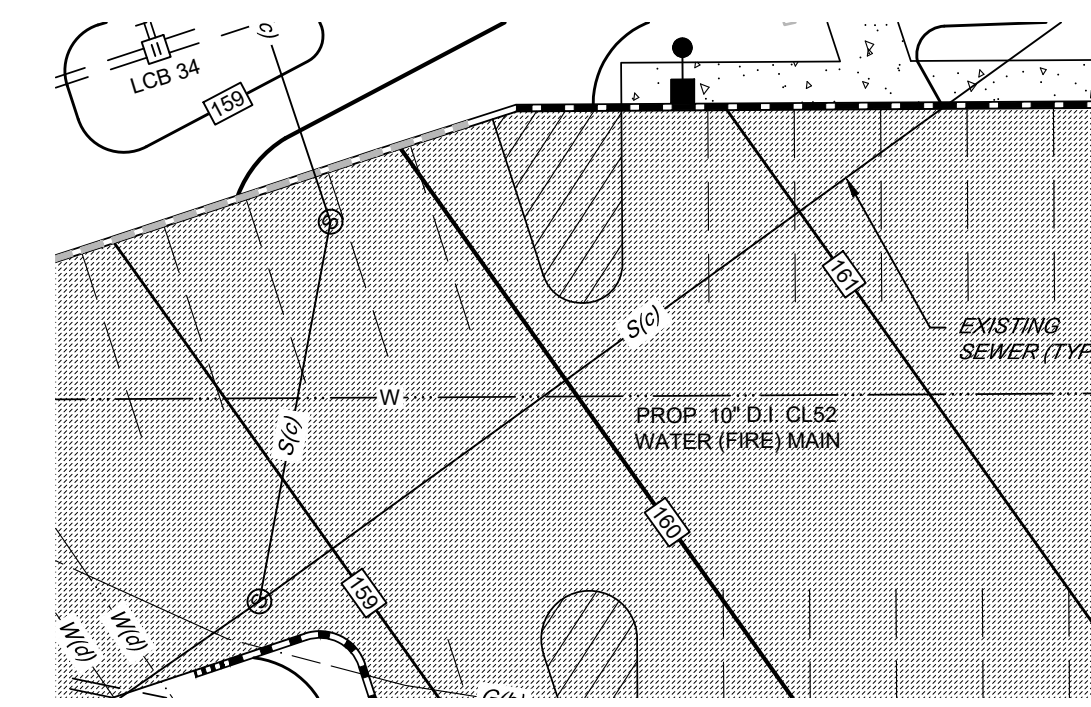 c)
LCB 34
159
S
161
S(c)
EXISTING
SEWER (TYP
W
PROP. 10" D.I. CL52
WATER (FIRE) MAIN
S(c)
160
159
S
W(d)
W(d)